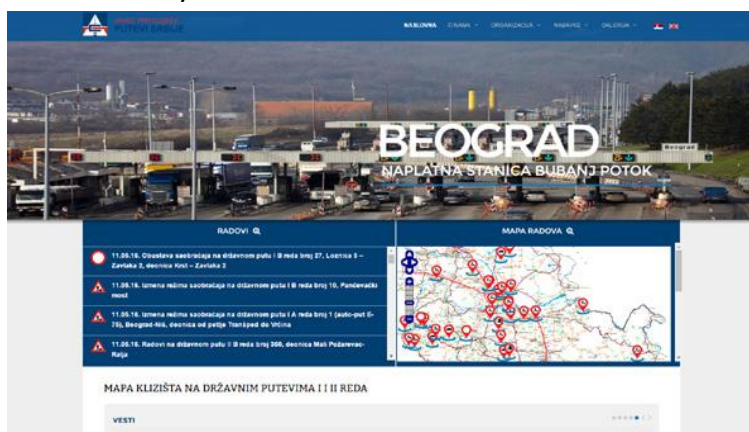 JAVNO PREDUZEĆE
PUTEVI SRBIJE
NASLOVNA O NAMA ORGANIZACIJA NABAVKE GALERIJA
BEOGRAD
NAPLATNA STANICA BUBANJ POTOK
Beograd
RADOVI
MAPA RADOVA
11.05.16. Obustava saobraćaja na državnom putu I B reda broj 27, Loznica 3 –
Zavlaka 2, deonica Krst – Zavlaka 2
11.05.16. Izmena režima saobraćaja na državnom putu I B reda broj 10, Pančevački
most
11.05.16. Izmena režima saobraćaja na državnom putu I A reda broj 1 (auto-put E-
75), Beograd-Niš, deonica od petlje Tranšped do Vrčina
11.05.16. Radovi na državnom putu II B reda broj deonica Mali Požarevac-
Ralja
MAPA KLIZIŠTA NA DRŽAVNIM PUTEVIMA I I II REDA
VESTI